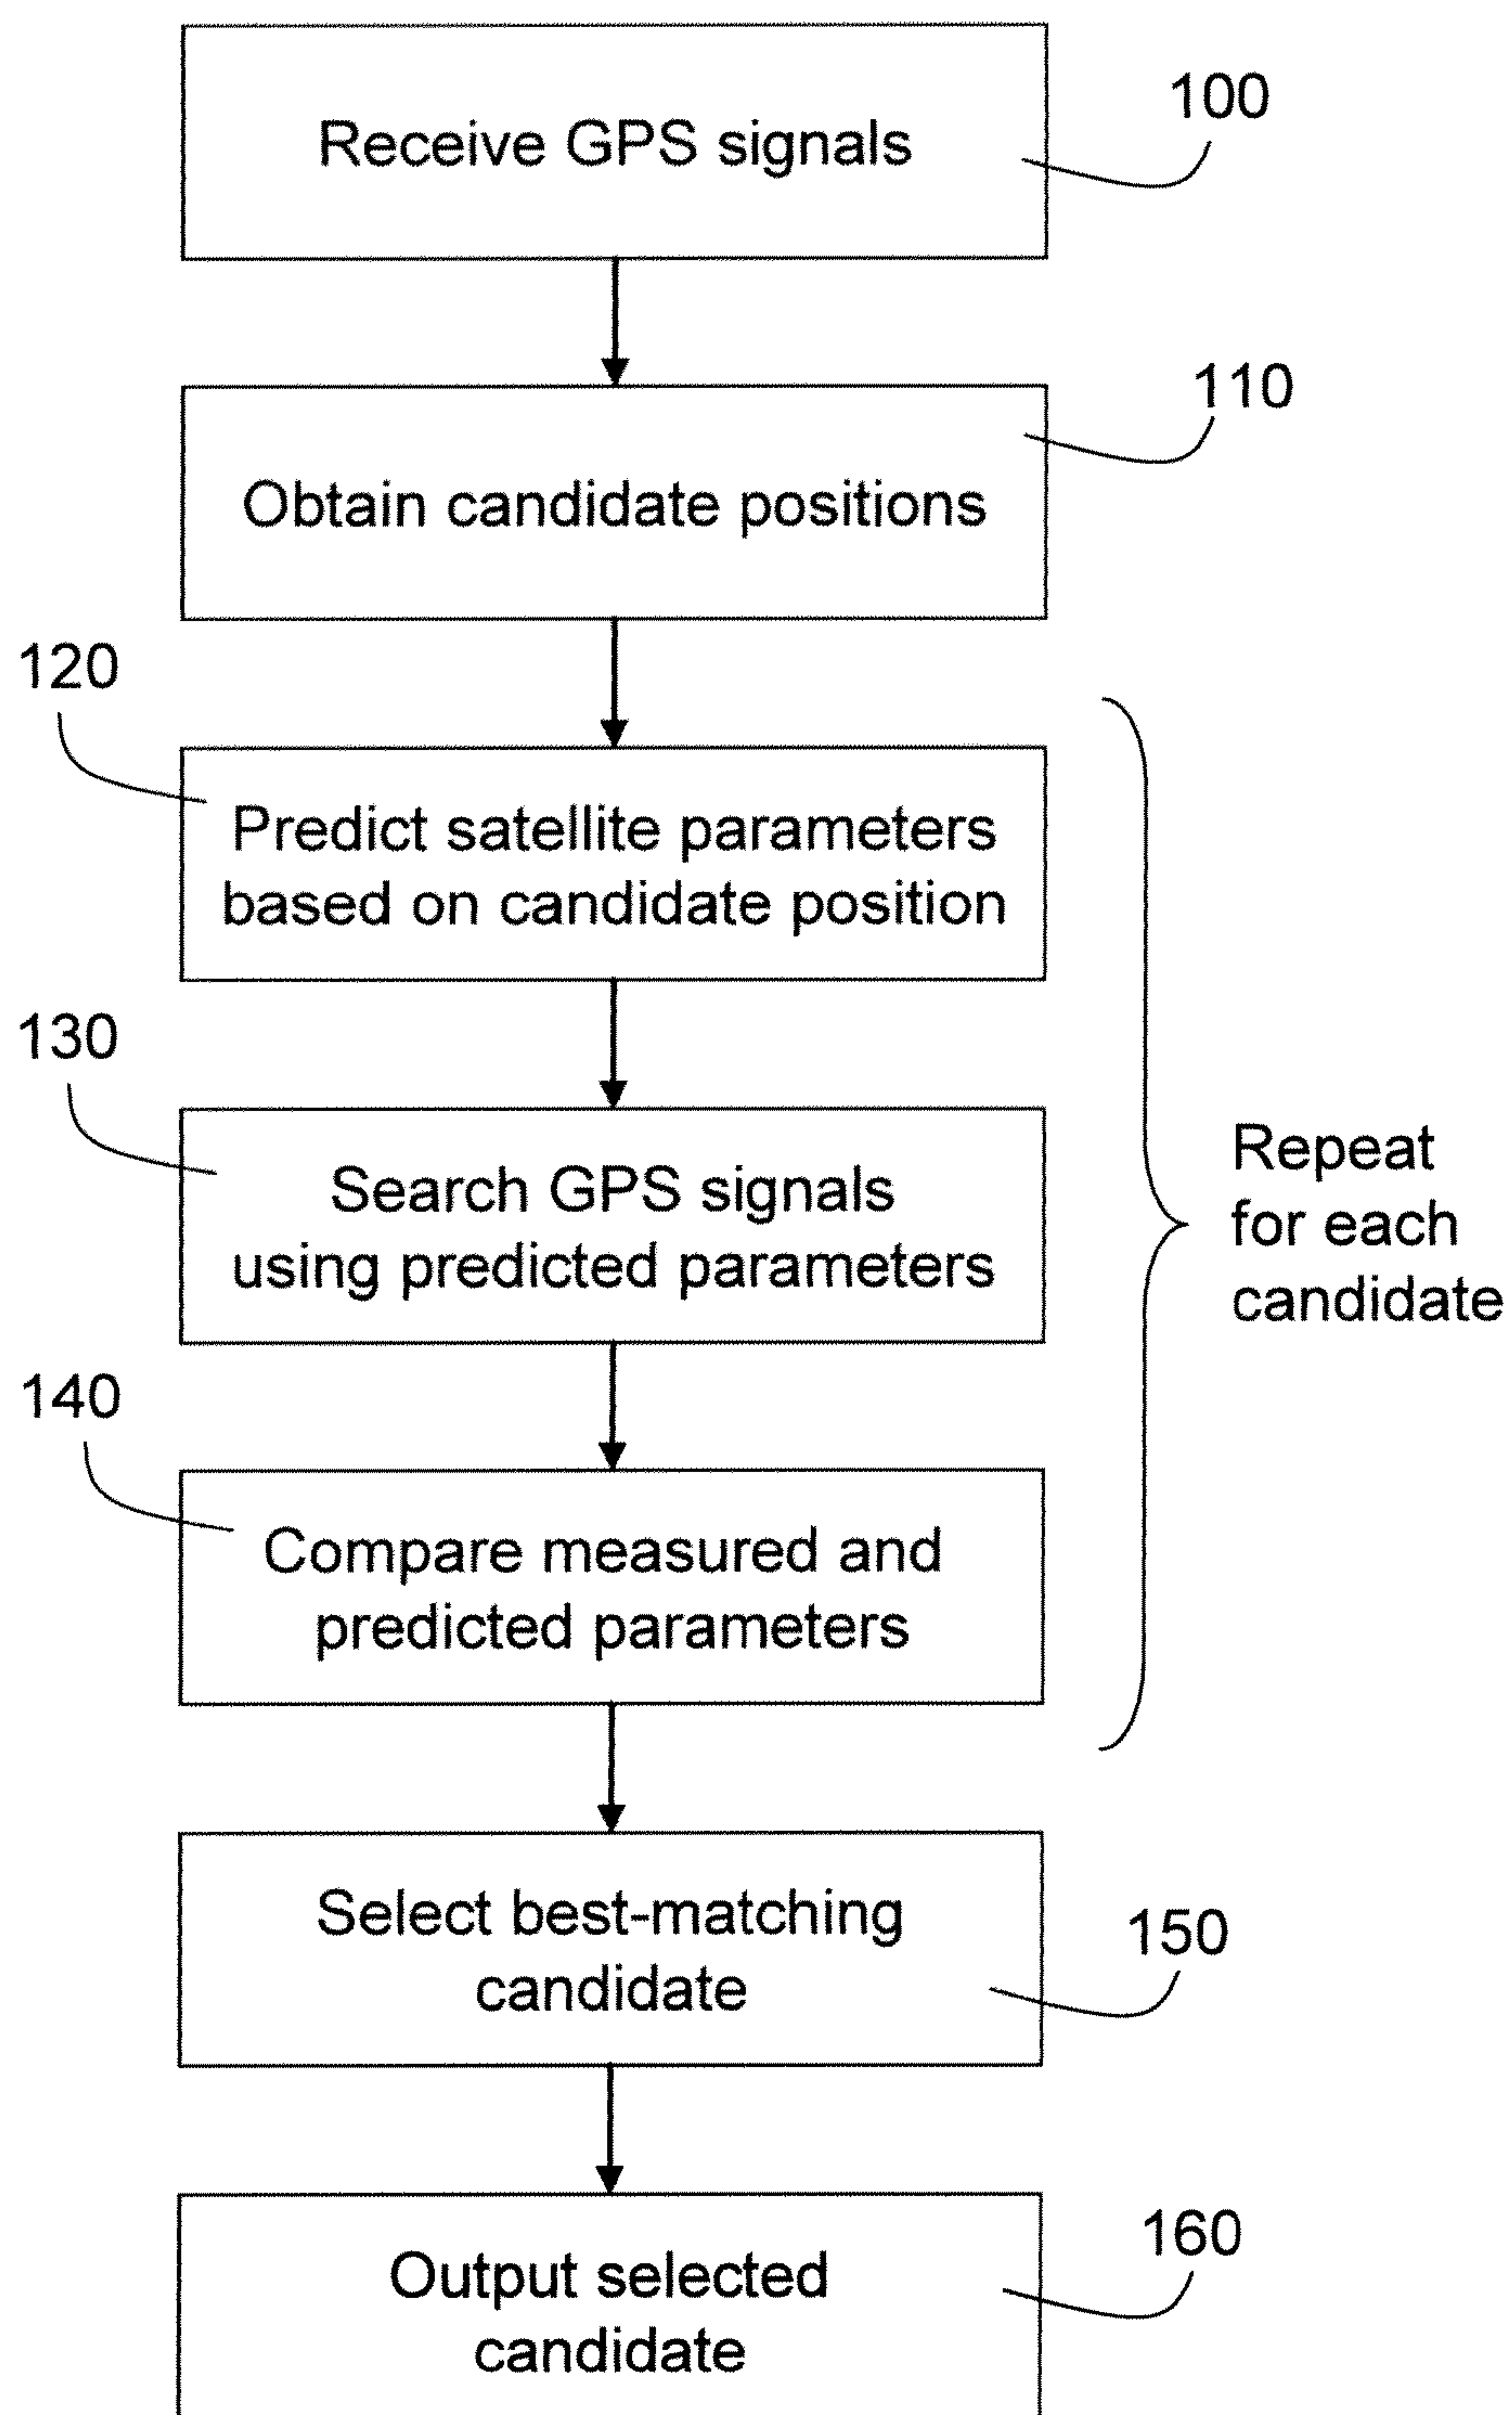 Receive GPS signals
100
Obtain candidate positions
110
120
Predict satellite parameters
based on candidate position
130
Search GPS signals
using predicted parameters
Repeat
for each
candidate
140
Compare measured and
predicted parameters
Select best-matching
candidate
150
Output selected
candidate
160